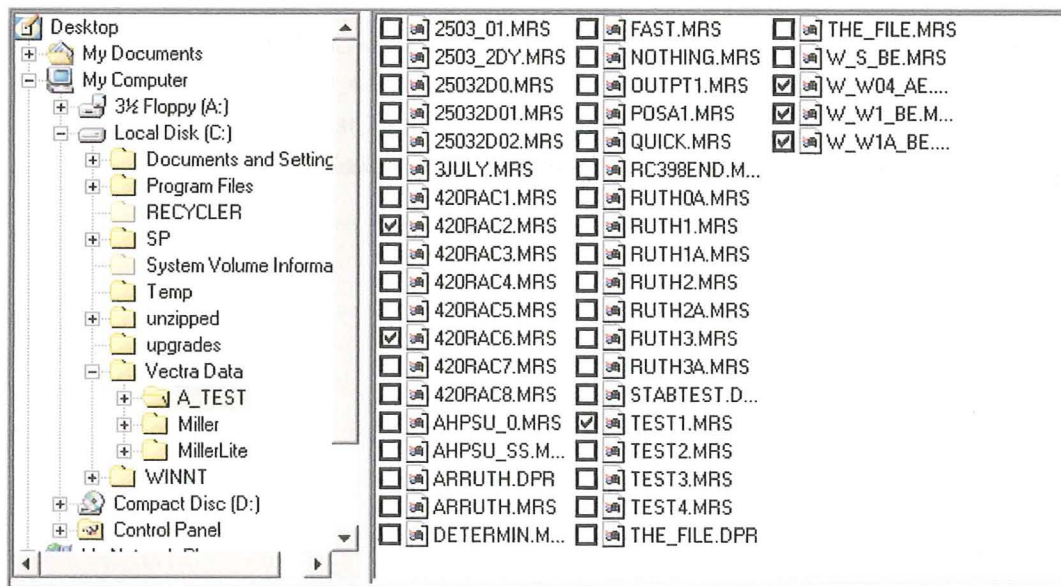 Desktop
My Documents
My Computer
3½ Floppy (A:)
Local Disk (C:)
Documents and Setting
Program Files
RECYCLER
SP
System Volume Informa
Temp
unzipped
upgrades
Vectra Data
A_TEST
Miller
MillerLite
WINNT
Compact Disc (D:)
Control Panel
2503_01.MRS
2503_2DY.MRS
25032D0.MRS
25032D01.MRS
25032D02.MRS
3JULY.MRS
420RAC1.MRS
420RAC2.MRS
420RAC3.MRS
420RAC4.MRS
420RAC5.MRS
420RAC6.MRS
420RAC7.MRS
420RAC8.MRS
AHPSU_0.MRS
AHPSU_SS.M...
ARRUTH.DPR
ARRUTH.MRS
DETERMIN.M...
FAST.MRS
NOTHING.MRS
OUTPT1.MRS
POSA1.MRS
QUICK.MRS
RC398END.M...
RUTH0A.MRS
RUTH1.MRS
RUTH1A.MRS
RUTH2.MRS
RUTH2A.MRS
RUTH3.MRS
RUTH3A.MRS
STABTEST.D...
TEST1.MRS
TEST2.MRS
TEST3.MRS
TEST4.MRS
THE_FILE.DPR
THE_FILE.MRS
W_S_BE.MRS
W_W04_AE....
W_W1_BE.M...
W_W1A_BE....